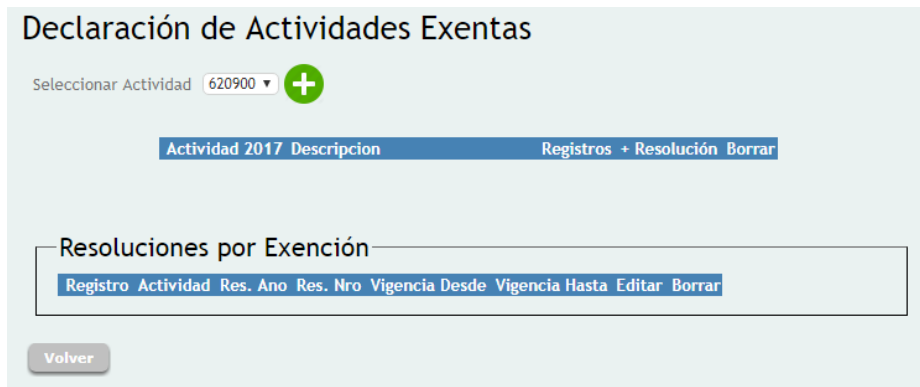 Declaración de Actividades Exentas
Seleccionar Actividad 620900
Actividad 2017 Descripcion Registros + Resolución Borrar
Resoluciones por Exención
Registro Actividad Res. Ano Res. Nro Vigencia Desde Vigencia Hasta Editar Borrar
Volver